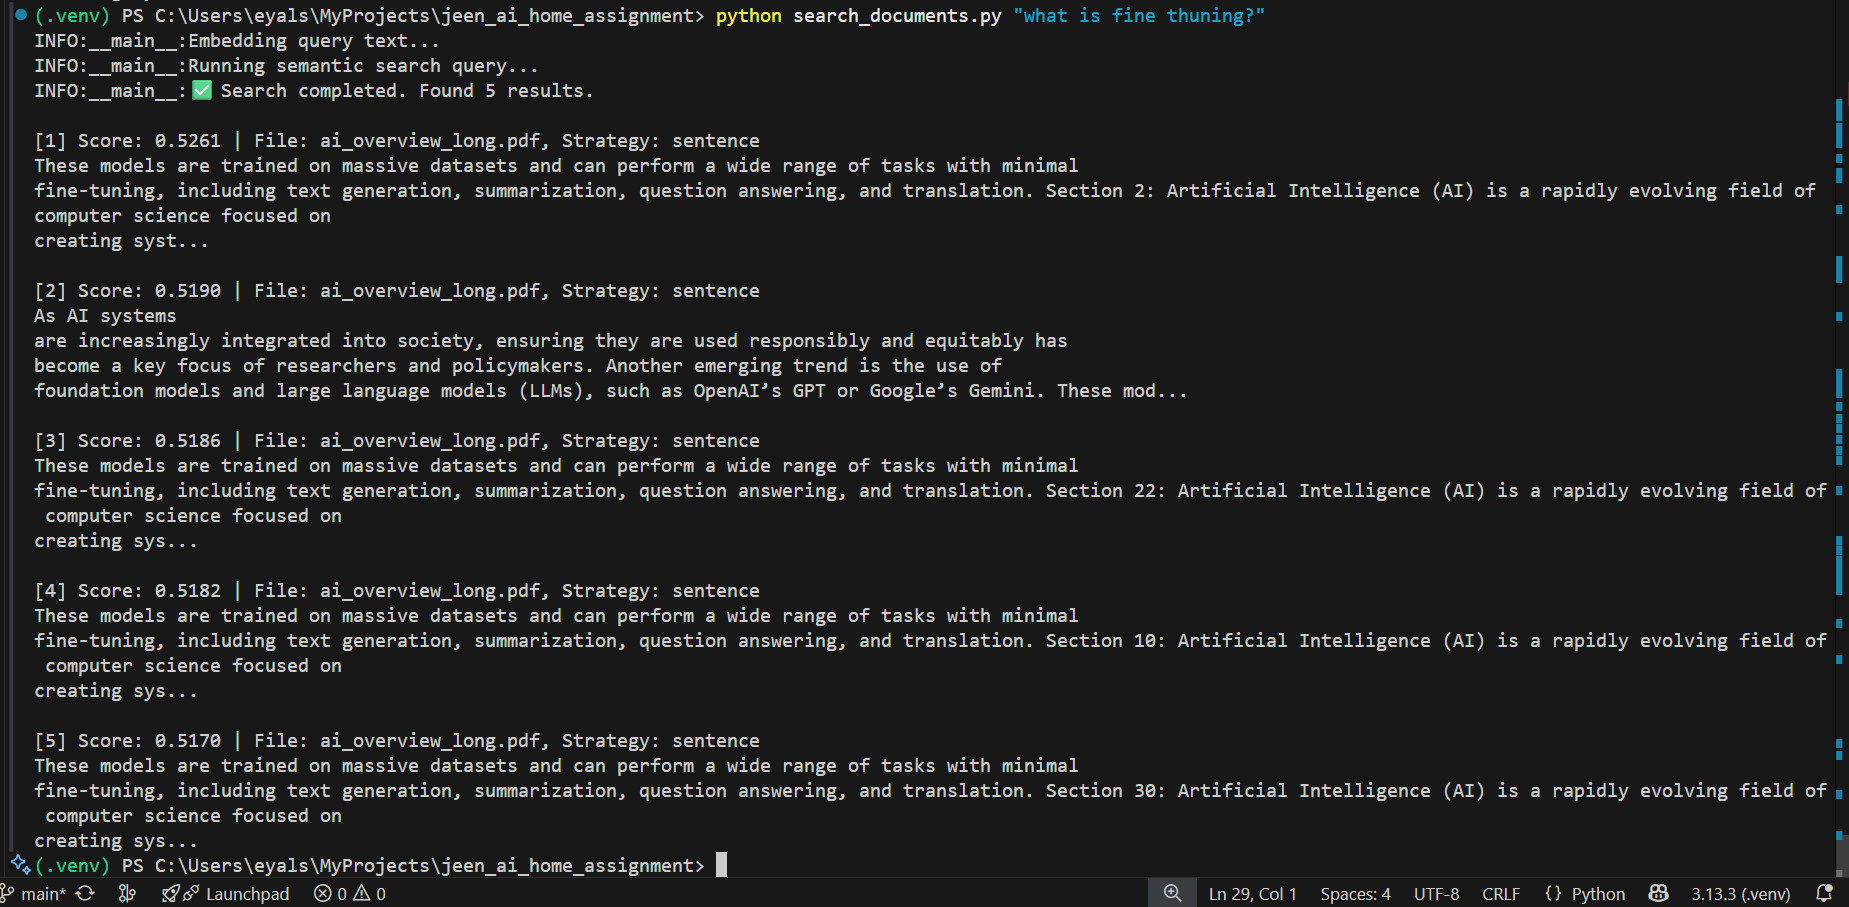 (.venv) PS C:\Users\eyals\MyProjects\jeen_ai_home_assignment> python search_documents.py "what is fine thuning?"
INFO:__main__:Embedding query text...
INFO:__main__:Running semantic search query...
INFO:__main__:✅ Search completed. Found 5 results.
[1] Score: 0.5261 | File: ai_overview_long.pdf, Strategy: sentence
These models are trained on massive datasets and can perform a wide range of tasks with minimal
fine-tuning, including text generation, summarization, question answering, and translation. Section 2: Artificial Intelligence (AI) is a rapidly evolving field of
computer science focused on
creating syst...
[2] Score: 0.5190 | File: ai_overview_long.pdf, Strategy: sentence
As AI systems
are increasingly integrated into society, ensuring they are used responsibly and equitably has
become a key focus of researchers and policymakers. Another emerging trend is the use of
foundation models and large language models (LLMs), such as OpenAI’s GPT or Google’s Gemini. These mod...
[3] Score: 0.5186 | File: ai_overview_long.pdf, Strategy: sentence
These models are trained on massive datasets and can perform a wide range of tasks with minimal
fine-tuning, including text generation, summarization, question answering, and translation. Section 22: Artificial Intelligence (AI) is a rapidly evolving field of
computer science focused on
creating sys...
[4] Score: 0.5182 | File: ai_overview_long.pdf, Strategy: sentence
These models are trained on massive datasets and can perform a wide range of tasks with minimal
fine-tuning, including text generation, summarization, question answering, and translation. Section 10: Artificial Intelligence (AI) is a rapidly evolving field of
computer science focused on
creating sys...
[5] Score: 0.5170 | File: ai_overview_long.pdf, Strategy: sentence
These models are trained on massive datasets and can perform a wide range of tasks with minimal
fine-tuning, including text generation, summarization, question answering, and translation. Section 30: Artificial Intelligence (AI) is a rapidly evolving field of
computer science focused on
creating sys...
(.venv) PS C:\Users\eyals\MyProjects\jeen_ai_home_assignment>
main* Launchpad 0 0 Ln 29, Col 1 Spaces: 4 UTF-8 CRLF {} Python 3.13.3 (.venv)